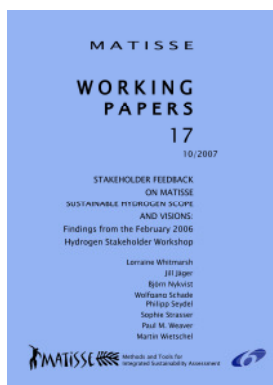 MATISSE
WORKING
PAPERS
17
10/2007
STAKEHOLDER FEEDBACK
ON MATISSE
SUSTAINABLE HYDROGEN SCOPE
AND VISIONS:
Findings from the February 2006
Hydrogen Stakeholder Workshop
Lorraine Whitmarsh
Jill Jäger
Björn Nykvist
Wolfgang Schade
Philipp Seydel
Sophie Strasser
Paul M. Weaver
Martin Wietschel
MATISSE
Methods and Tools for
Integrated Sustainability Assessment
6